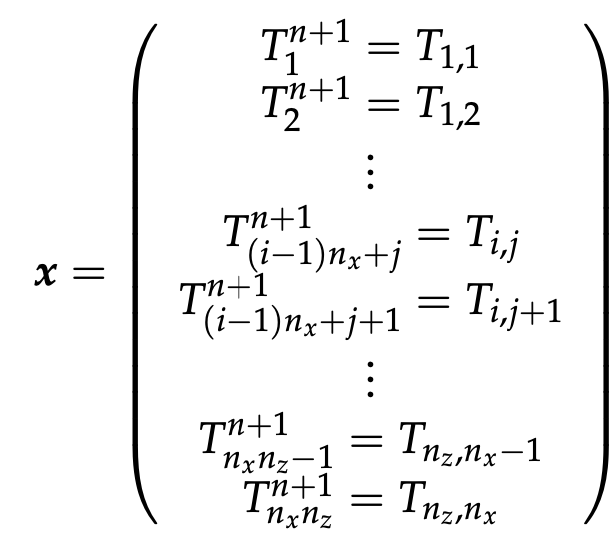 T_1^{n+1} = T_{1,1}
T_2^{n+1} = T_{1,2}
⋮
T_{(i−1)n_x+j}^{n+1} = T_{i,j}
x = T_{(i−1)n_x+j+1}^{n+1} = T_{i,j+1}
⋮
T_{n_x n_z−1}^{n+1} = T_{n_z,n_x−1}
T_{n_x n_z}^{n+1} = T_{n_z,n_x}